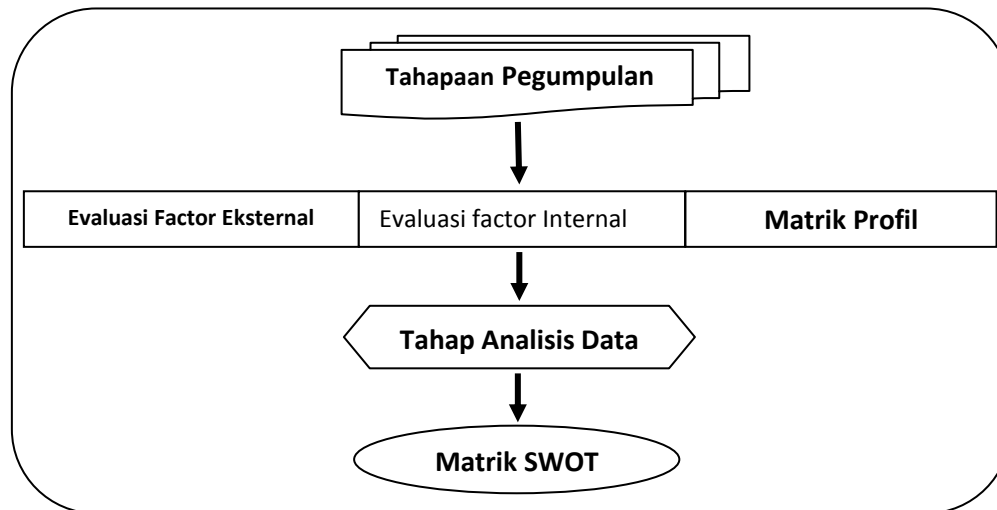 Tahapaan Pegumpulan
Evaluasi Factor Eksternal
Evaluasi factor Internal
Matrik Profil
Tahap Analisis Data
Matrik SWOT